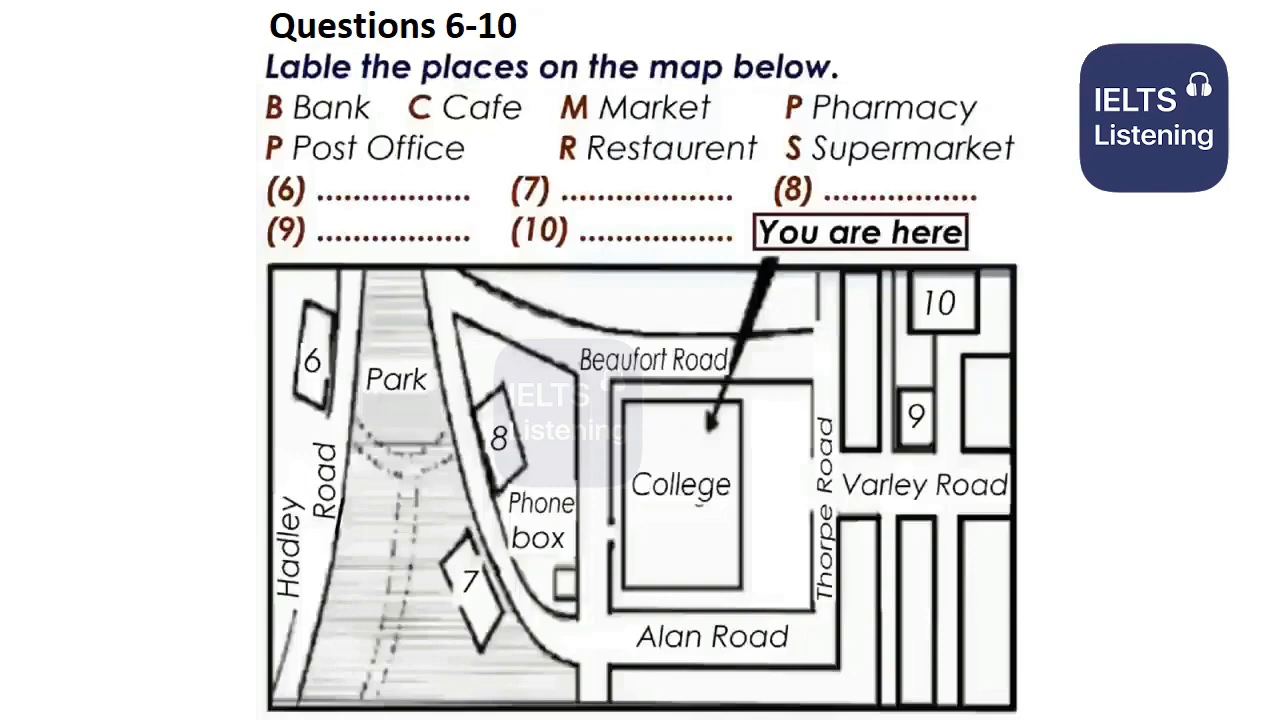 Questions 6-10
Lable the places on the map below.
B Bank C Cafe M Market P Pharmacy
P Post Office R Restaurent S Supermarket
(6) ................. (7) ................... (8) .................
(9) ................. (10) .................
You are here
IELTS
Listening
6
Park
Beaufort Road
10
9
8
IELTS
Listening
College
Hadley Road
Phone
box
7
Thorpe Road
Varley Road
Alan Road